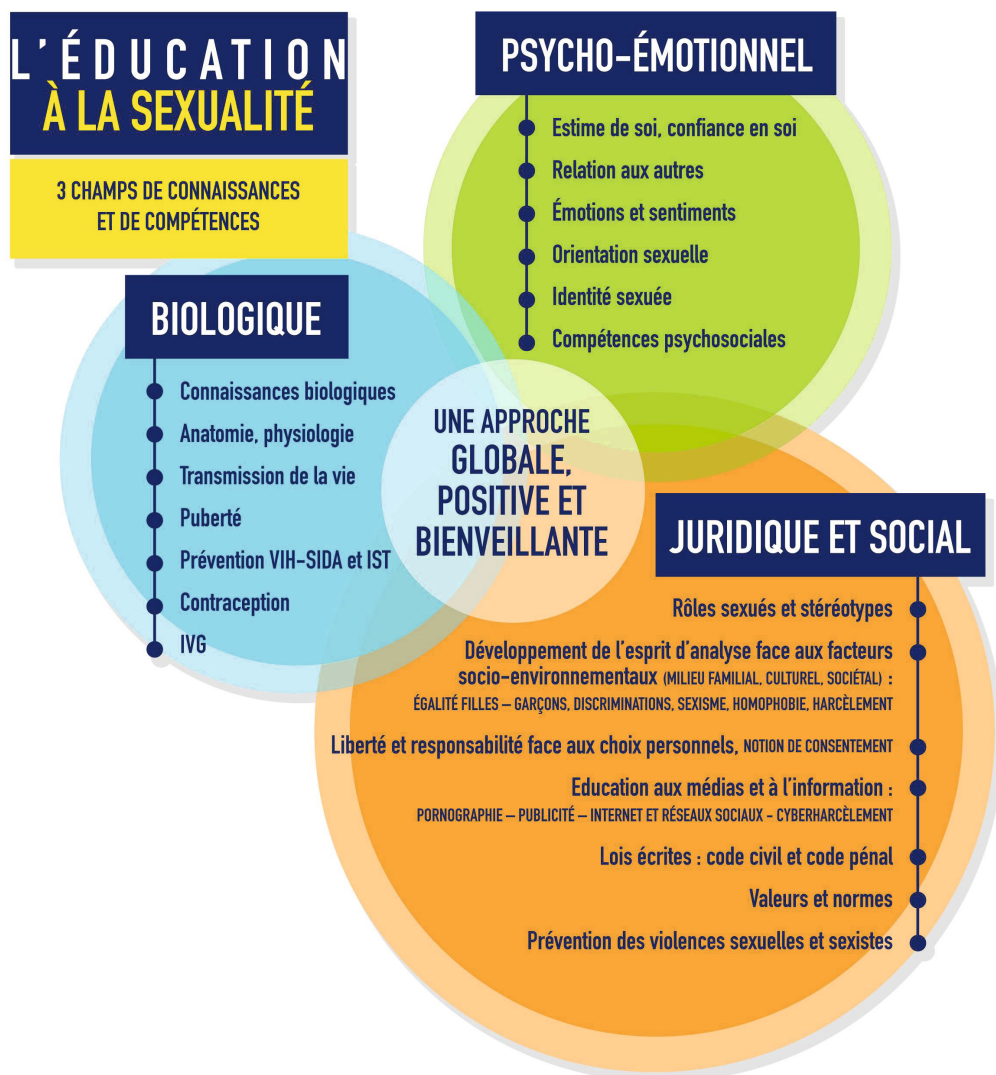 L'ÉDUCATION
À LA SEXUALITÉ
3 CHAMPS DE CONNAISSANCES
ET DE COMPÉTENCES
PSYCHO-ÉMOTIONNEL
Estime de soi, confiance en soi
Relation aux autres
Émotions et sentiments
Orientation sexuelle
Identité sexuée
Compétences psychosociales
BIOLOGIQUE
Connaissances biologiques
Anatomie, physiologie
Transmission de la vie
Puberté
Prévention VIH-SIDA et IST
Contraception
IVG
UNE APPROCHE
GLOBALE,
POSITIVE ET
BIENVEILLANTE
JURIDIQUE ET SOCIAL
Rôles sexués et stéréotypes
Développement de l'esprit d'analyse face aux facteurs
socio-environnementaux (MILIEU FAMILIAL, CULTUREL, SOCIÉTAL) :
ÉGALITÉ FILLES – GARÇONS, DISCRIMINATIONS, SEXISME, HOMOPHOBIE, HARCÈLEMENT
Liberté et responsabilité face aux choix personnels, NOTION DE CONSENTEMENT
Education aux médias et à l'information :
PORNOGRAPHIE – PUBLICITÉ – INTERNET ET RÉSEAUX SOCIAUX - CYBERHARCÈLEMENT
Lois écrites : code civil et code pénal
Valeurs et normes
Prévention des violences sexuelles et sexistes